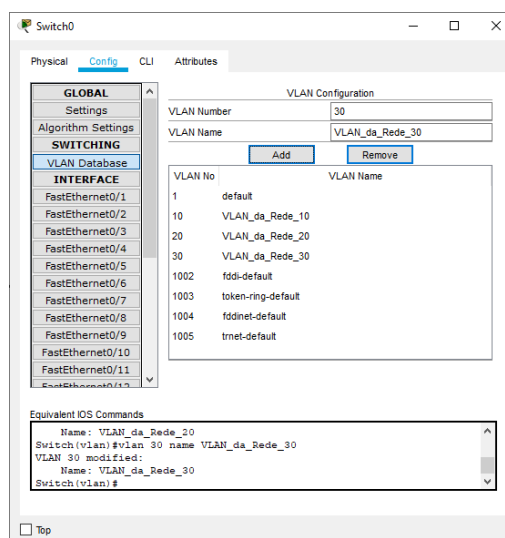 Switch0
Physical Config CLI Attributes
GLOBAL
Settings
Algorithm Settings
SWITCHING
VLAN Database
INTERFACE
FastEthernet0/1
FastEthernet0/2
FastEthernet0/3
FastEthernet0/4
FastEthernet0/5
FastEthernet0/6
FastEthernet0/7
FastEthernet0/8
FastEthernet0/9
FastEthernet0/10
FastEthernet0/11
FastEthernet0/12
VLAN Configuration
VLAN Number 30
VLAN Name VLAN_da_Rede_30
Add Remove
VLAN No VLAN Name
1 default
10 VLAN_da_Rede_10
20 VLAN_da_Rede_20
30 VLAN_da_Rede_30
1002 fddi-default
1003 token-ring-default
1004 fddinet-default
1005 trnet-default
Equivalent IOS Commands
Name: VLAN_da_Rede_20
Switch(vlan)#vlan 30 name VLAN_da_Rede_30
VLAN 30 modified:
Name: VLAN_da_Rede_30
Switch(vlan)#
Top